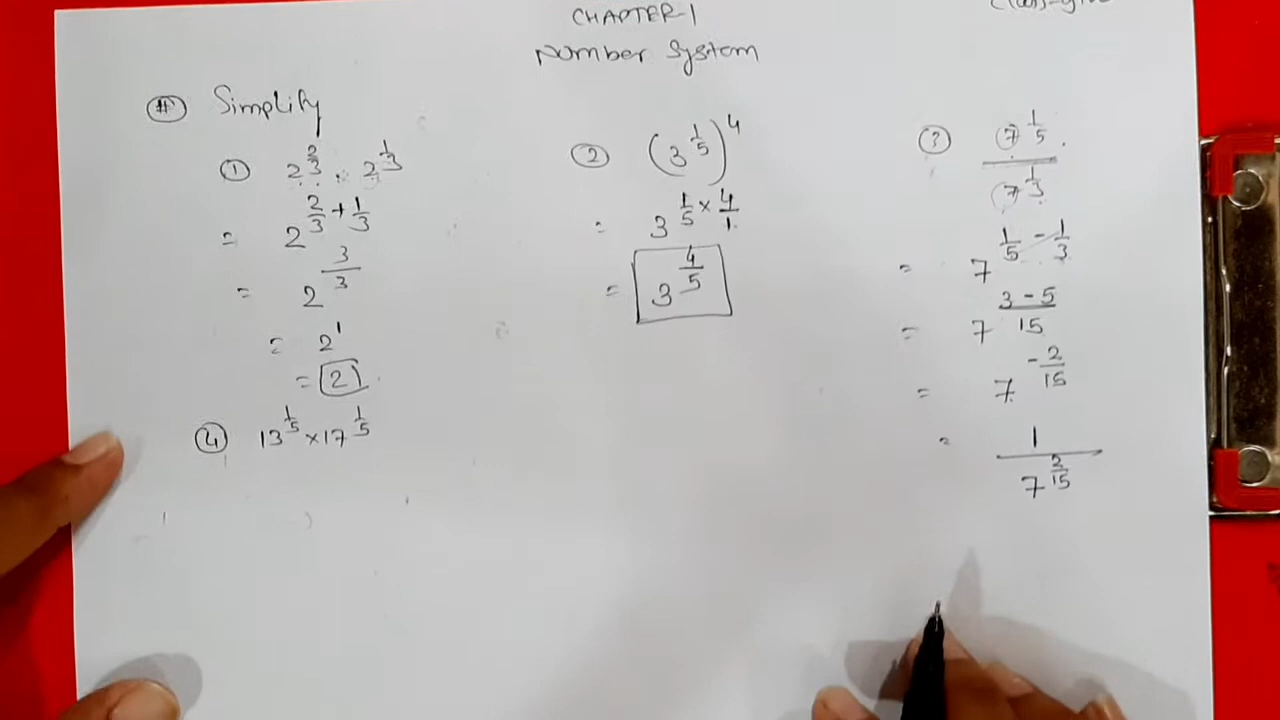 CHAPTER-1
Number System
# Simplify
① 2^(2/3) . 2^(1/3)
= 2^(2/3 + 1/3)
= 2^(3/3)
= 2^1
= 2
② (3^(1/5))^4
= 3^(1/5 × 4/1)
= 3^(4/5)
③ 7^(1/5) / 7^(1/3)
= 7^(1/5 - 1/3)
= 7^((3-5)/15)
= 7^(-2/15)
= 1 / 7^(2/15)
④ 13^(1/5) × 17^(1/5)